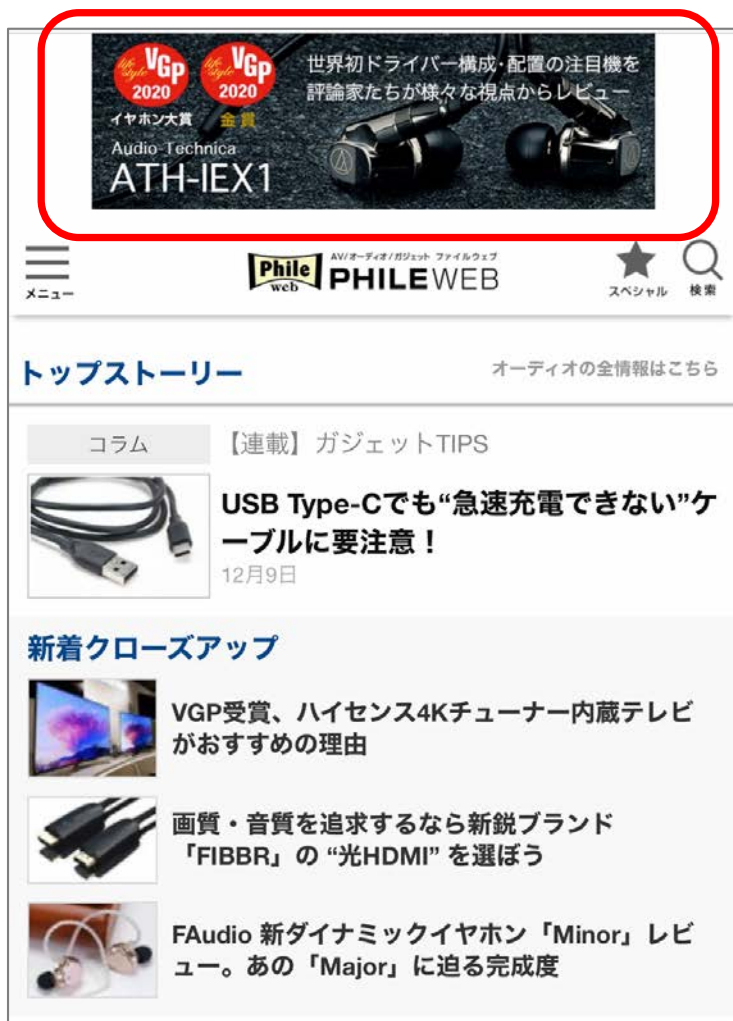 life style VGP 2020
life style VGP 2020
世界初ドライバー構成・配置の注目機を
評論家たちが様々な視点からレビュー
イヤホン大賞
金賞
Audio-Technica
ATH-IEX1
メニュー
Phile web
AV/オーディオ/ガジェット ファイルウェブ
PHILEWEB
スペシャル
検索
トップストーリー
オーディオの全情報はこちら
コラム
【連載】ガジェットTIPS
USB Type-Cでも“急速充電できない”ケ
ーブルに要注意！
12月9日
新着クローズアップ
VGP受賞、ハイセンス4Kチューナー内蔵テレビ
がおすすめの理由
画質・音質を追求するなら新鋭ブランド
「FIBBR」の “光HDMI” を選ぼう
FAudio 新ダイナミックイヤホン「Minor」レビ
ュー。あの「Major」に迫る完成度